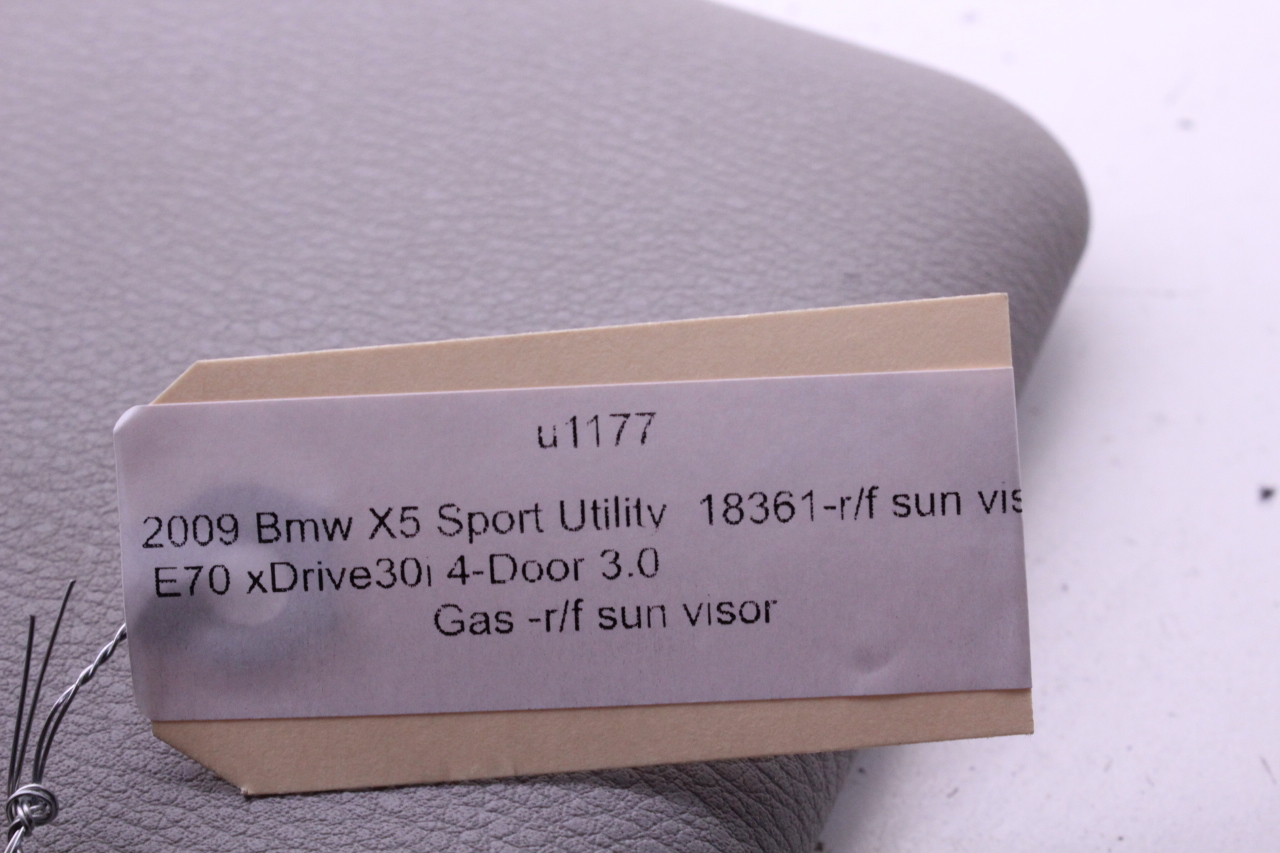 u1177
2009 Bmw X5 Sport Utility 18361-r/f sun vis
E70 xDrive30i 4-Door 3.0
Gas -r/f sun visor